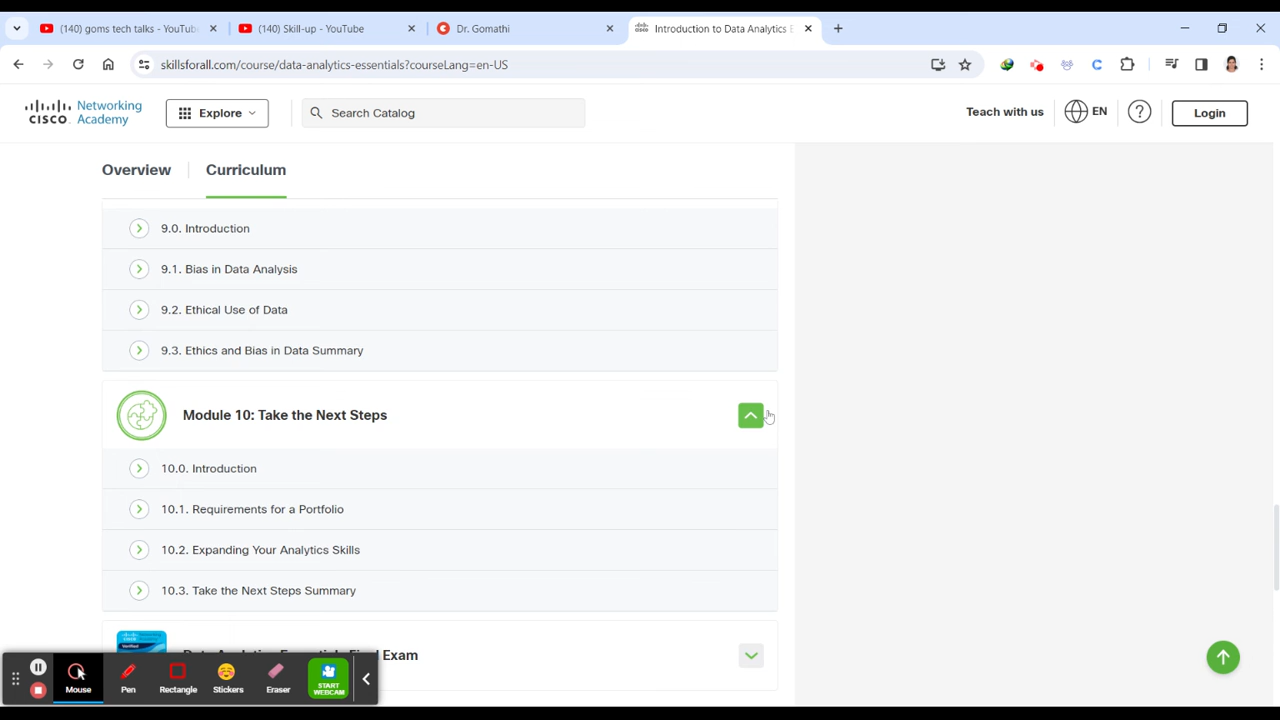 (140) goms tech talks - YouTub
(140) Skill-up - YouTube
Dr. Gomathi
Introduction to Data Analytics E
skillsforall.com/course/data-analytics-essentials?courseLang=en-US
cisco Networking Academy
Explore
Search Catalog
Teach with us
EN
Login
Overview
Curriculum
9.0. Introduction
9.1. Bias in Data Analysis
9.2. Ethical Use of Data
9.3. Ethics and Bias in Data Summary
Module 10: Take the Next Steps
10.0. Introduction
10.1. Requirements for a Portfolio
10.2. Expanding Your Analytics Skills
10.3. Take the Next Steps Summary
Exam
Mouse
Pen
Rectangle
Stickers
Eraser
START WEBCAM